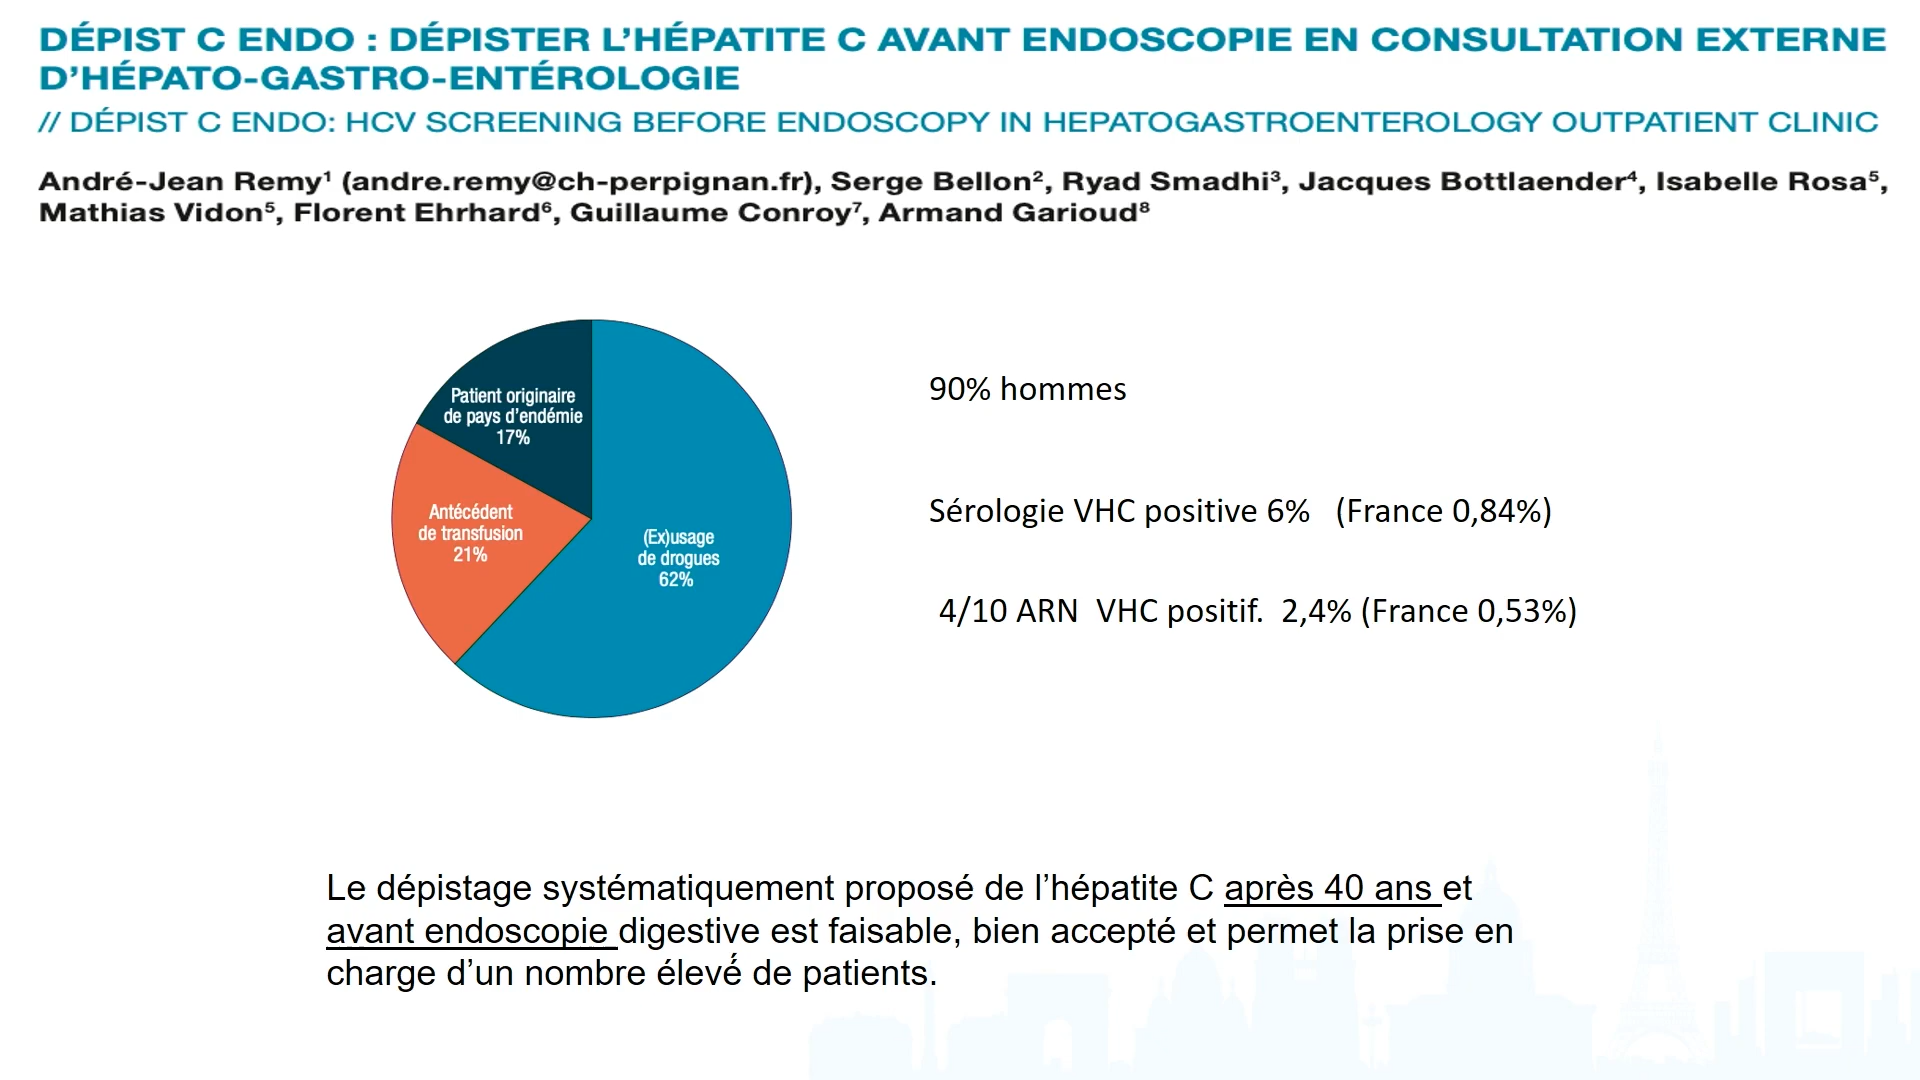 DÉPIST C ENDO : DÉPISTER L’HÉPATITE C AVANT ENDOSCOPIE EN CONSULTATION EXTERNE
D’HÉPATO-GASTRO-ENTÉROLOGIE
// DÉPIST C ENDO: HCV SCREENING BEFORE ENDOSCOPY IN HEPATOGASTROENTEROLOGY OUTPATIENT CLINIC
André-Jean Remy¹ (andre.remy@ch-perpignan.fr), Serge Bellon², Ryad Smadhi³, Jacques Bottlaender⁴, Isabelle Rosa⁵,
Mathias Vidon⁵, Florent Ehrhard⁶, Guillaume Conroy⁷, Armand Garioud⁸
Patient originaire
de pays d’endémie
17%
Antécédent
de transfusion
21%
(Ex)usage
de drogues
62%
90% hommes
Sérologie VHC positive 6% (France 0,84%)
4/10 ARN VHC positif. 2,4% (France 0,53%)
Le dépistage systématiquement proposé de l’hépatite C après 40 ans et
avant endoscopie digestive est faisable, bien accepté et permet la prise en
charge d’un nombre élevé́ de patients.